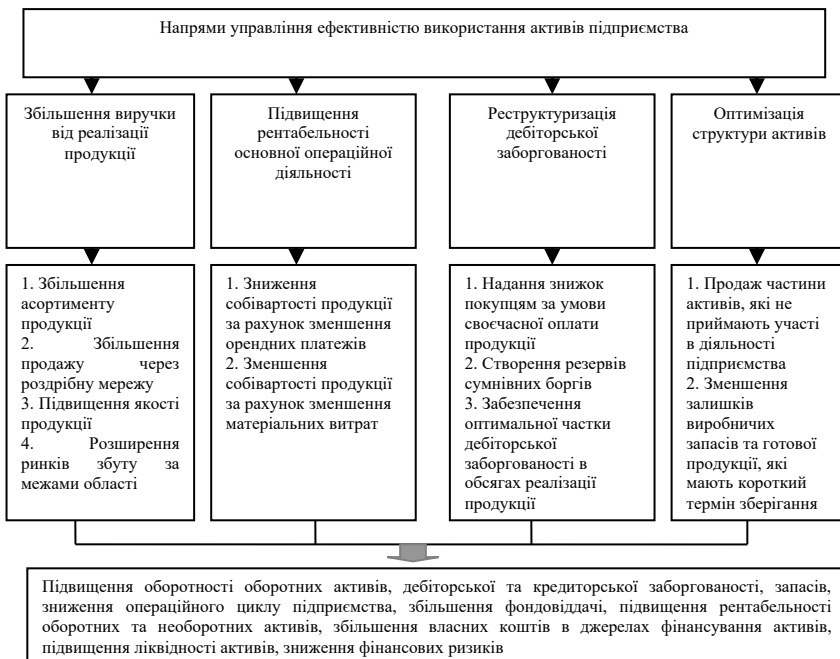 Напрями управління ефективністю використання активів підприємства
Збільшення виручки
від реалізації
продукції
Підвищення
рентабельності
основної операційної
діяльності
Реструктуризація
дебіторської
заборгованості
Оптимізація
структури активів
1. Збільшення
асортименту
продукції
2. Збільшення
продажу через
роздрібну мережу
3. Підвищення якості
продукції
4. Розширення
ринків збуту за
межами області
1. Зниження
собівартості продукції
за рахунок зменшення
орендних платежів
2. Зменшення
собівартості продукції
за рахунок зменшення
матеріальних витрат
1. Надання знижок
покупцям за умови
своєчасної оплати
продукції
2. Створення резервів
сумнівних боргів
3. Забезпечення
оптимальної частки
дебіторської
заборгованості в
обсягах реалізації
продукції
1. Продаж частини
активів, які не
приймають участі
в діяльності
підприємства
2. Зменшення
залишків
виробничих
запасів та готової
продукції, які
мають короткий
термін зберігання
Підвищення оборотності оборотних активів, дебіторської та кредиторської заборгованості, запасів,
зниження операційного циклу підприємства, збільшення фондовіддачі, підвищення рентабельності
оборотних та необоротних активів, збільшення власних коштів в джерелах фінансування активів,
підвищення ліквідності активів, зниження фінансових ризиків